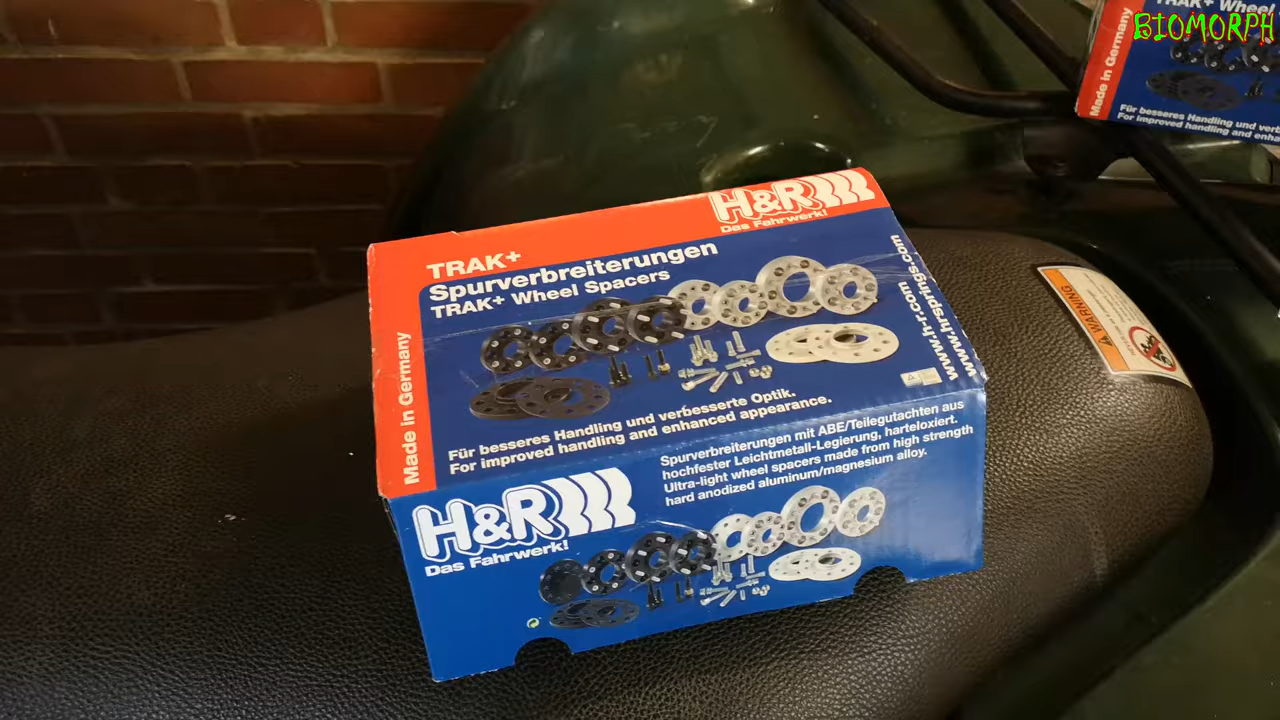 BIOMORPH
TRAK+ Wheel
Made in Germany
Für besseres Handling und verb
For improved handling and enha
H&R
Das Fahrwerk!
TRAK+
Spurverbreiterungen
TRAK+ Wheel Spacers
www.h-r.com
www.hrsprings.com
Made in Germany
Für besseres Handling und verbesserte Optik.
For improved handling and enhanced appearance.
WARNING
H&R
Das Fahrwerk!
Spurverbreiterungen mit ABE/Teilegutachten aus
hochfester Leichtmetall-Legierung, harteloxiert.
Ultra-light wheel spacers made from high strength
hard anodized aluminum/magnesium alloy.